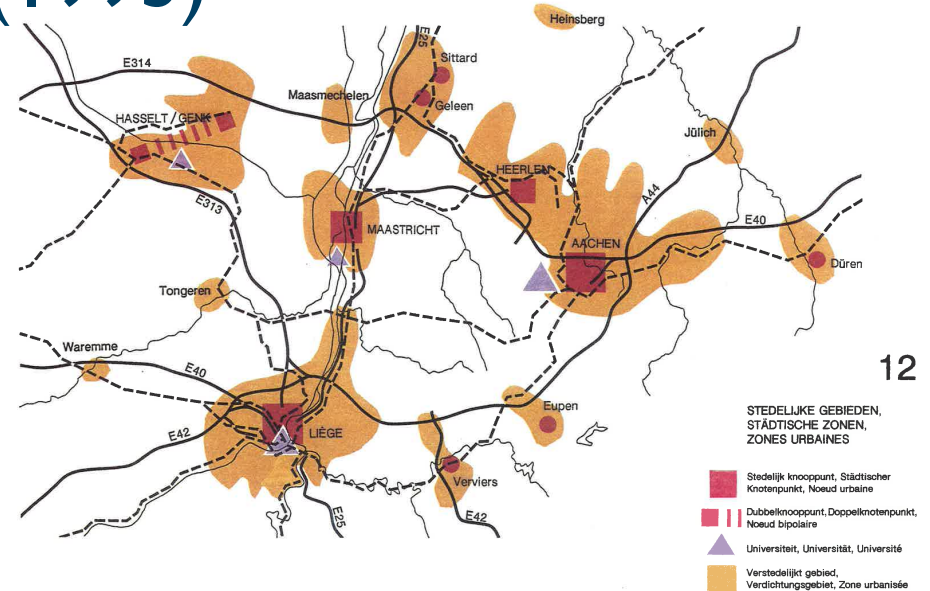 (1993)
Heinsberg
E25
Sittard
E314
Maasmechelen
Geleen
HASSELT / GENK
Jülich
HEERLEN
A44
E313
MAASTRICHT
E40
AACHEN
Düren
Tongeren
Waremme
12
E40
Eupen
STEDELIJKE GEBIEDEN,
STÄDTISCHE ZONEN,
ZONES URBAINES
E42
LIÈGE
Verviers
E25
E42
Stedelijk knooppunt, Städtischer
Knotenpunkt, Noeud urbaine
Dubbelknooppunt, Doppelknotenpunkt,
Noeud bipolaire
Universiteit, Universität, Université
Verstedelijkt gebied,
Verdichtungsgebiet, Zone urbanisée